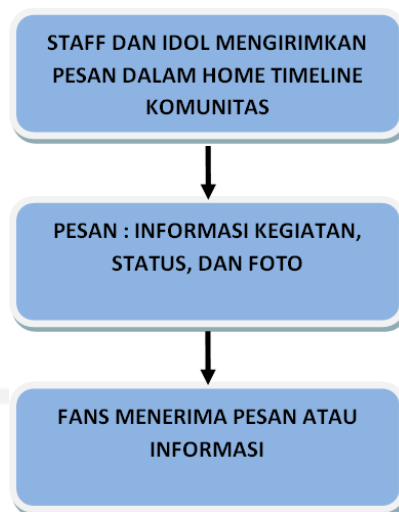 STAFF DAN IDOL MENGIRIMKAN
PESAN DALAM HOME TIMELINE
KOMUNITAS
PESAN : INFORMASI KEGIATAN,
STATUS, DAN FOTO
FANS MENERIMA PESAN ATAU
INFORMASI